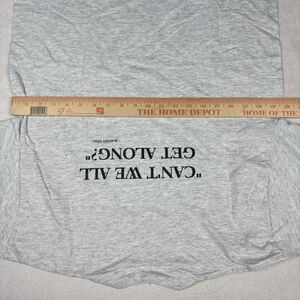 THE HOME DEPOT
HOME OF THE
"CAN'T WE ALL
GET ALONG?"
RODNEY KING